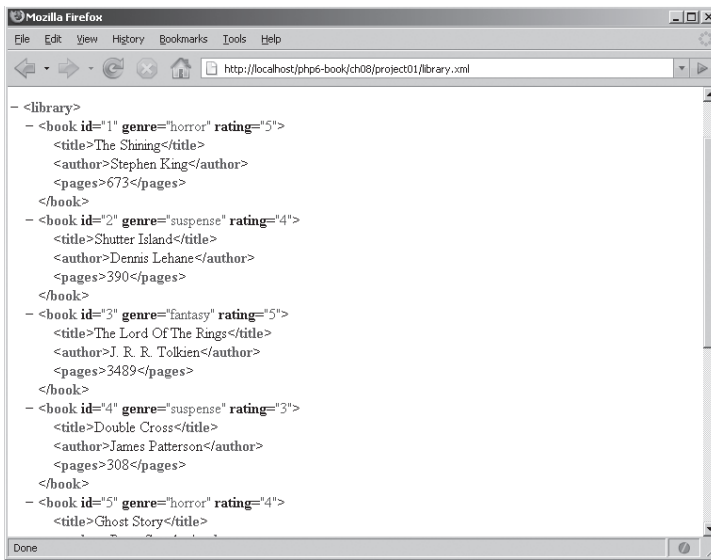 Mozilla Firefox
File Edit View History Bookmarks Tools Help
http://localhost/php6-book/ch08/project01/library.xml
− <library>
− <book id="1" genre="horror" rating="5">
<title>The Shining</title>
<author>Stephen King</author>
<pages>673</pages>
</book>
− <book id="2" genre="suspense" rating="4">
<title>Shutter Island</title>
<author>Dennis Lehane</author>
<pages>390</pages>
</book>
− <book id="3" genre="fantasy" rating="5">
<title>The Lord Of The Rings</title>
<author>J. R. R. Tolkien</author>
<pages>3489</pages>
</book>
− <book id="4" genre="suspense" rating="3">
<title>Double Cross</title>
<author>James Patterson</author>
<pages>308</pages>
</book>
− <book id="5" genre="horror" rating="4">
<title>Ghost Story</title>
Done